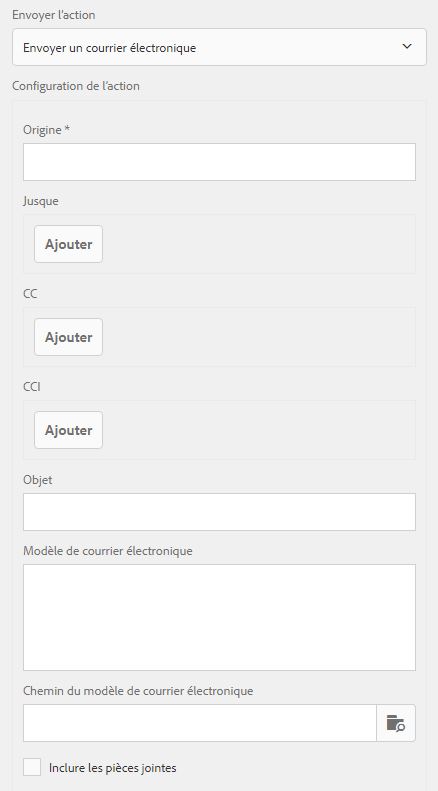 Envoyer l'action
Envoyer un courrier électronique
Configuration de l'action
Origine *
Jusque
Ajouter
CC
Ajouter
CCI
Ajouter
Objet
Modèle de courrier électronique
Chemin du modèle de courrier électronique
Inclure les pièces jointes